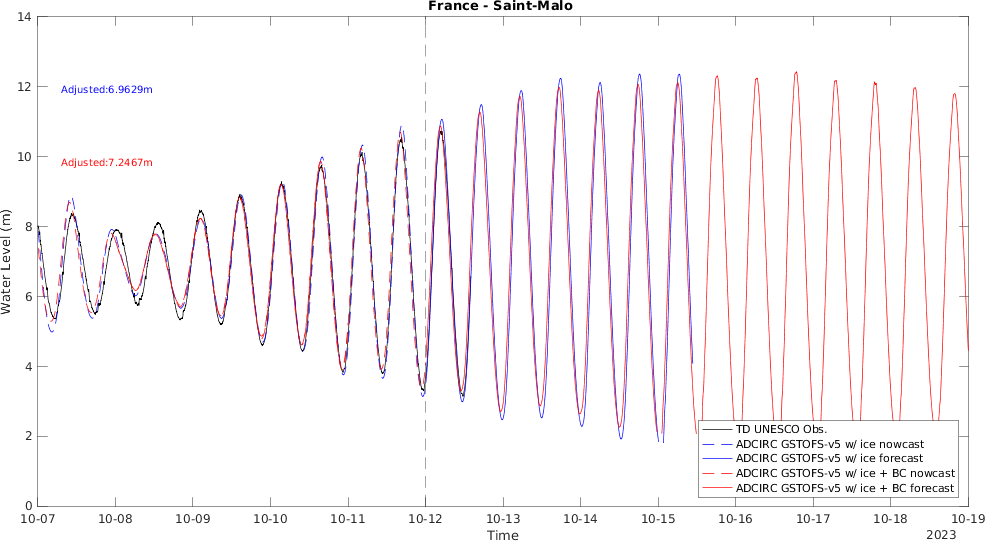 France - Saint-Malo
14
12
10
8
6
4
2
0
Water Level (m)
Adjusted:6.9629m
Adjusted:7.2467m
TD UNESCO Obs.
ADCIRC GSTOFS-v5 w/ ice nowcast
ADCIRC GSTOFS-v5 w/ ice forecast
ADCIRC GSTOFS-v5 w/ ice + BC nowcast
ADCIRC GSTOFS-v5 w/ ice + BC forecast
10-07 10-08 10-09 10-10 10-11 10-12 10-13 10-14 10-15 10-16 10-17 10-18 10-19
Time
2023